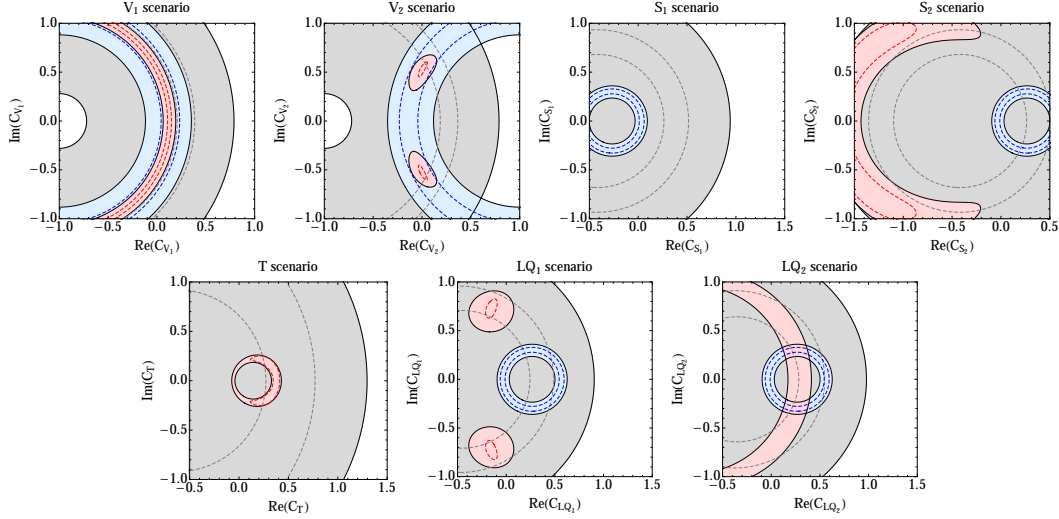 V₁ scenario
Im(C_V₁)
1.0
0.5
0.0
−0.5
−1.0
−1.0 −0.5 0.0 0.5 1.0
Re(C_V₁)
V₂ scenario
Im(C_V₂)
1.0
0.5
0.0
−0.5
−1.0
−1.0 −0.5 0.0 0.5 1.0
Re(C_V₂)
S₁ scenario
Im(C_S₁)
1.0
0.5
0.0
−0.5
−1.0
−0.5 0.0 0.5 1.0 1.5
Re(C_S₁)
S₂ scenario
Im(C_S₂)
1.0
0.5
0.0
−0.5
−1.0
−1.5 −1.0 −0.5 0.0 0.5
Re(C_S₂)
T scenario
Im(C_T)
1.0
0.5
0.0
−0.5
−1.0
−0.5 0.0 0.5 1.0 1.5
Re(C_T)
LQ₁ scenario
Im(C_LQ₁)
1.0
0.5
0.0
−0.5
−1.0
−0.5 0.0 0.5 1.0 1.5
Re(C_LQ₁)
LQ₂ scenario
Im(C_LQ₂)
1.0
0.5
0.0
−0.5
−1.0
−0.5 0.0 0.5 1.0 1.5
Re(C_LQ₂)